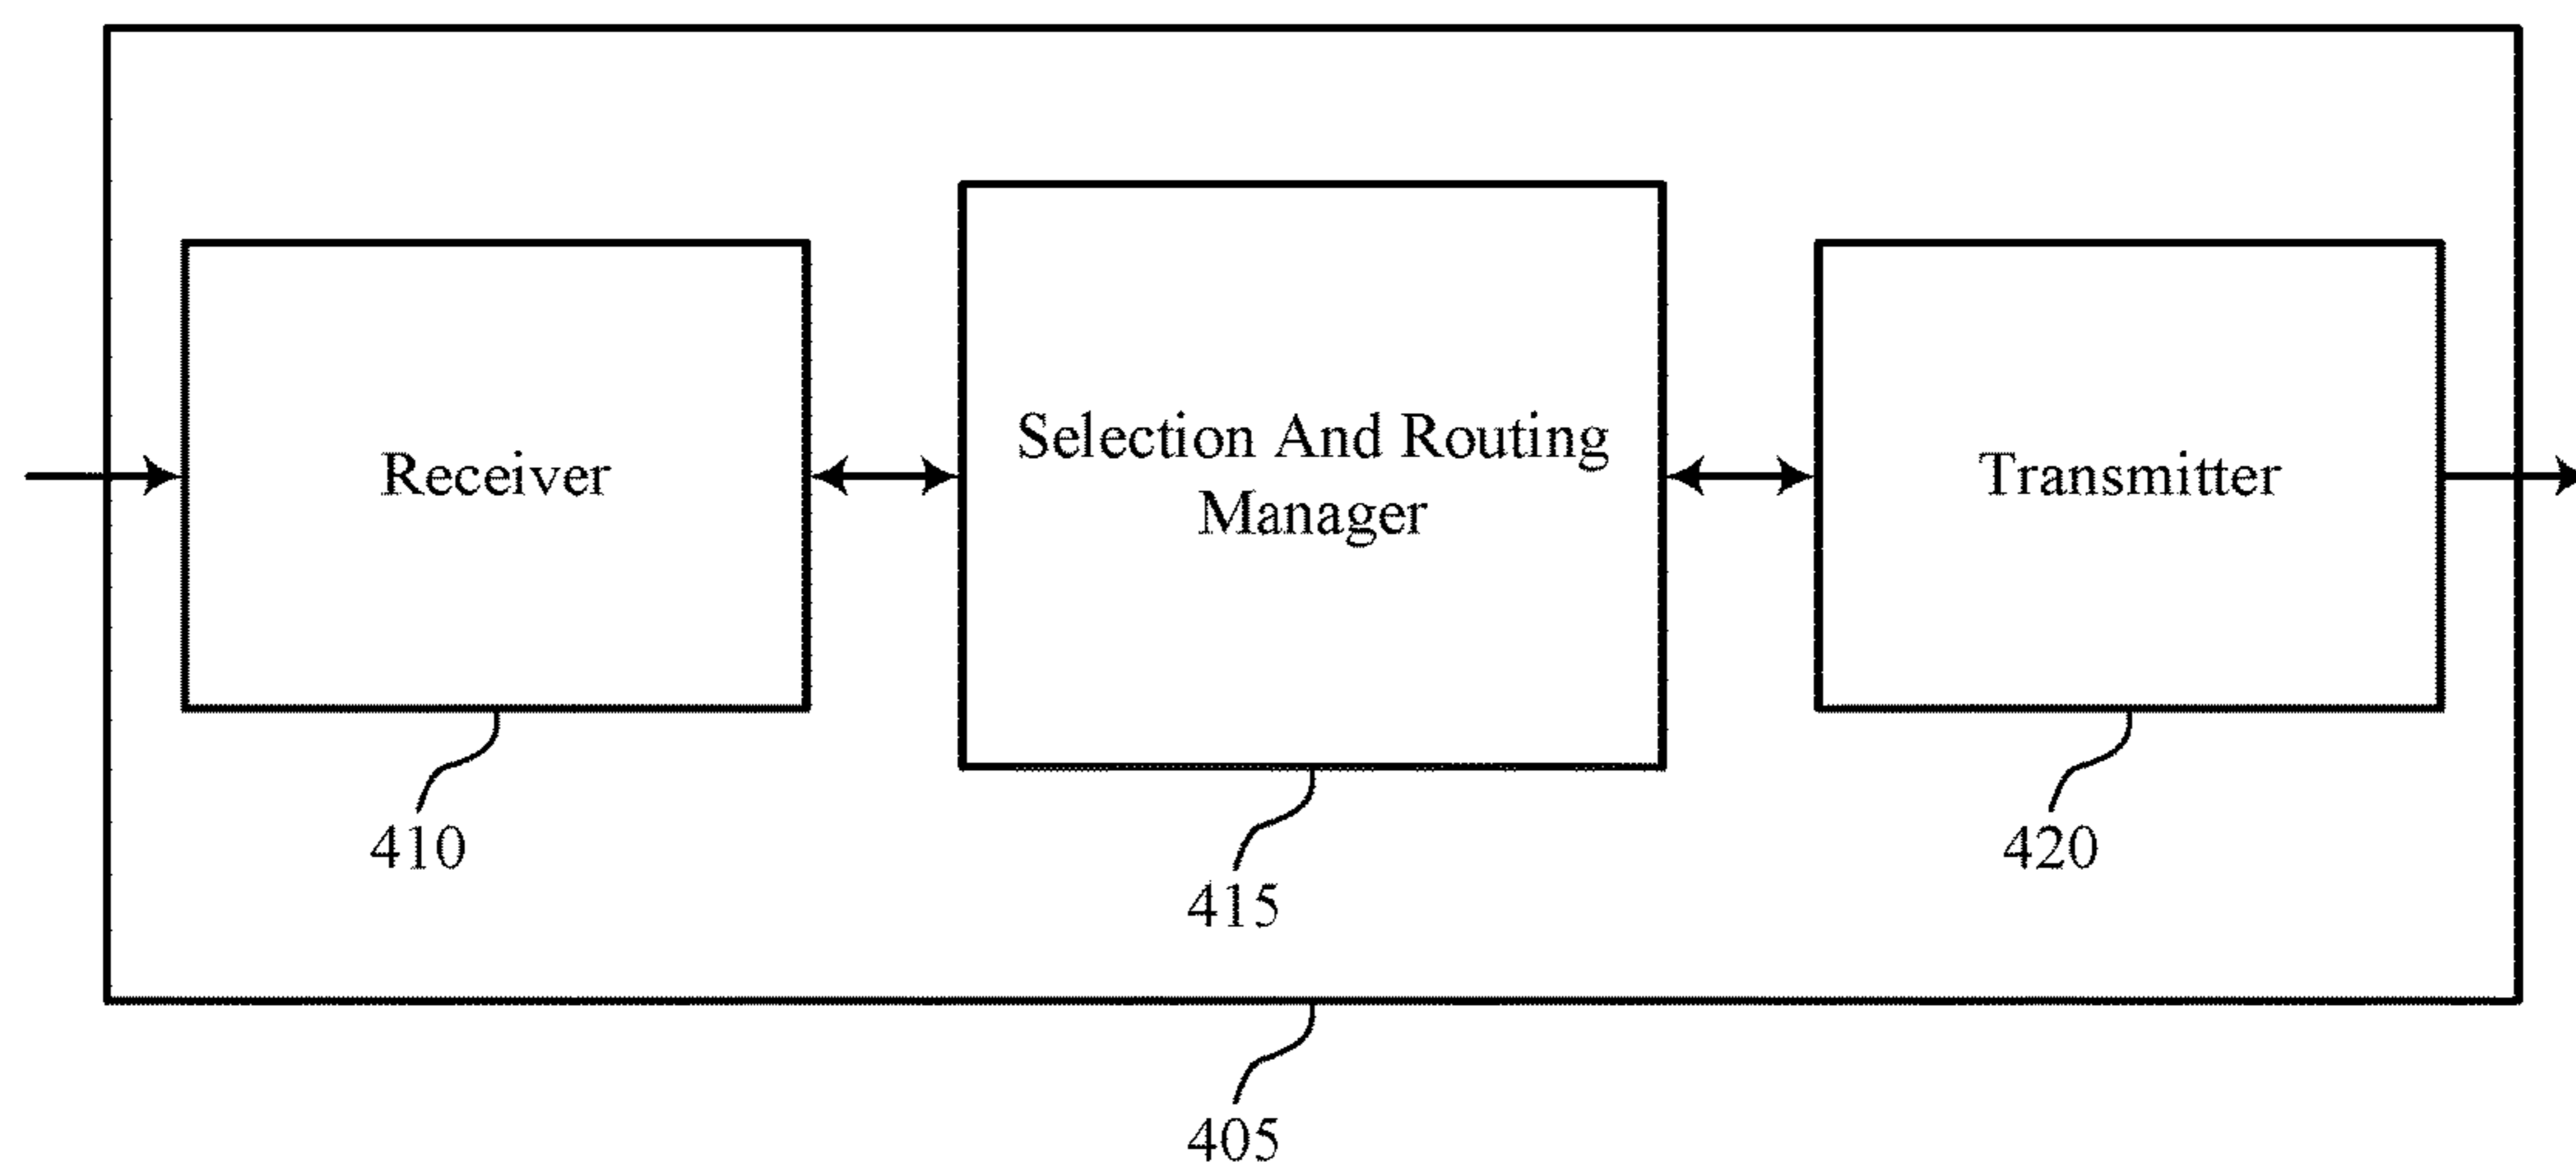 Receiver
Selection And Routing
Manager
Transmitter
410
415
420
405